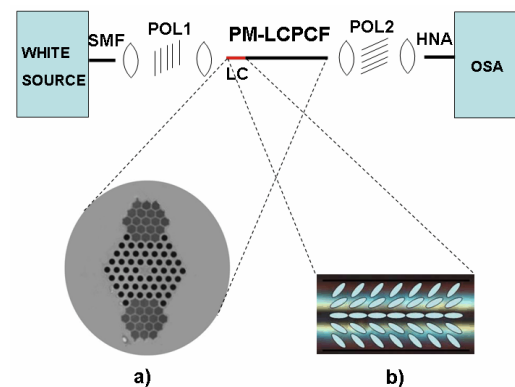 WHITE
SOURCE
SMF
POL1
PM-LCPCF
LC
POL2
HNA
OSA
a)
b)